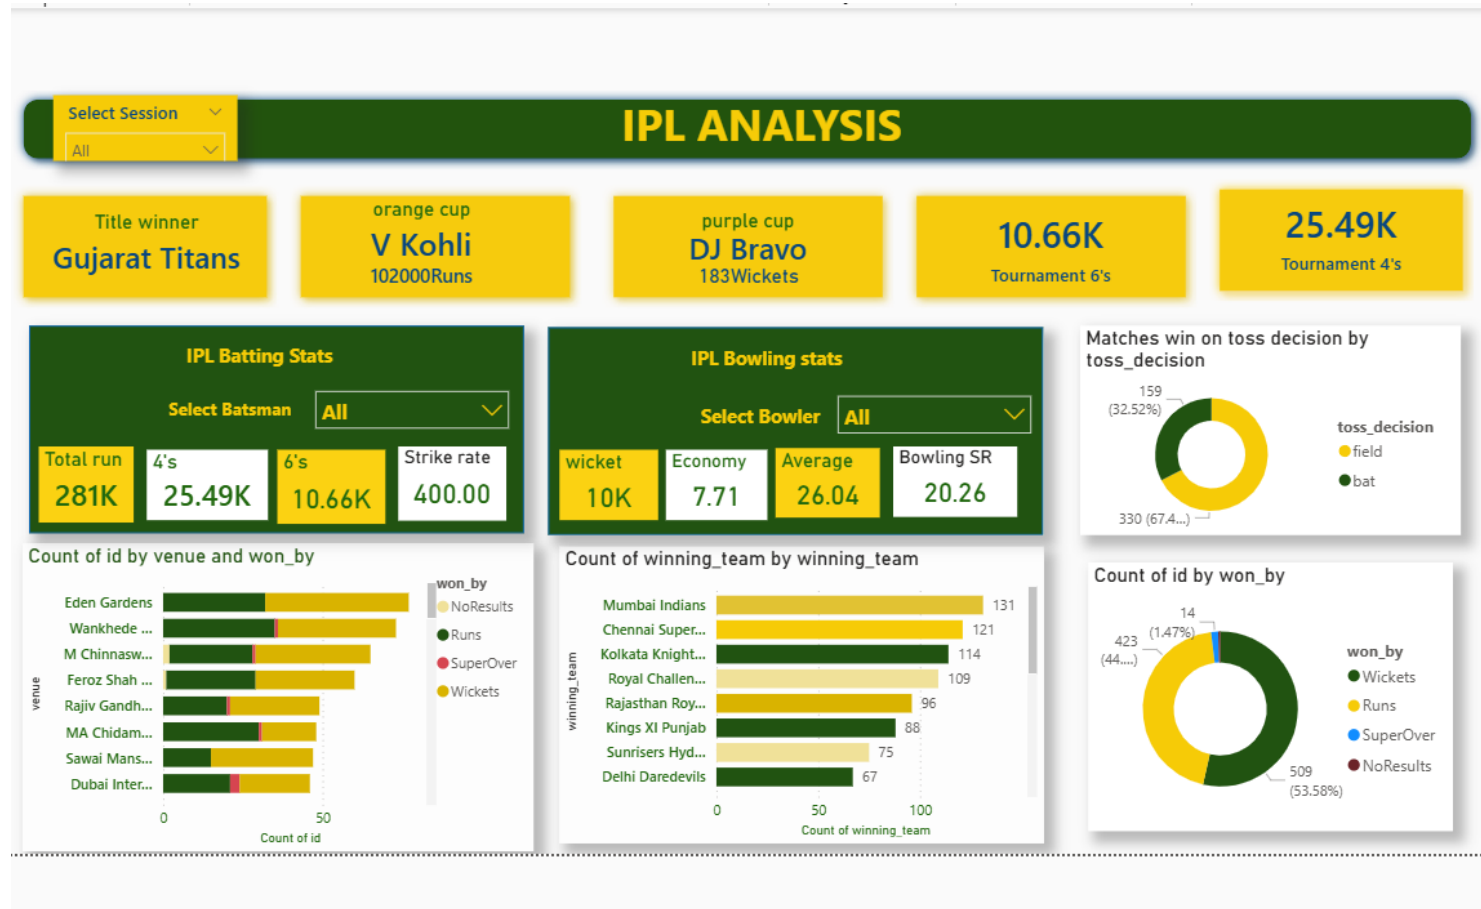 Select Session
All
IPL ANALYSIS
Title winner
Gujarat Titans
orange cup
V Kohli
102000Runs
purple cup
DJ Bravo
183Wickets
10.66K
Tournament 6's
25.49K
Tournament 4's
IPL Batting Stats
Select Batsman
All
Total run
281K
4's
25.49K
6's
10.66K
Strike rate
400.00
IPL Bowling stats
Select Bowler
All
wicket
10K
Economy
7.71
Average
26.04
Bowling SR
20.26
Matches win on toss decision by
toss_decision
159
(32.52%)
330 (67.4...)
toss_decision
field
bat
Count of id by venue and won_by
venue
Eden Gardens
Wankhede ...
M Chinnasw...
Feroz Shah ...
Rajiv Gandh...
MA Chidam...
Sawai Mans...
Dubai Inter...
0
50
Count of id
won_by
NoResults
Runs
SuperOver
Wickets
Count of winning_team by winning_team
winning_team
Mumbai Indians 131
Chennai Super... 121
Kolkata Knight... 114
Royal Challen... 109
Rajasthan Roy... 96
Kings XI Punjab 88
Sunrisers Hyd... 75
Delhi Daredevils 67
0
50
100
Count of winning_team
Count of id by won_by
14
(1.47%)
423
(44....)
509
(53.58%)
won_by
Wickets
Runs
SuperOver
NoResults